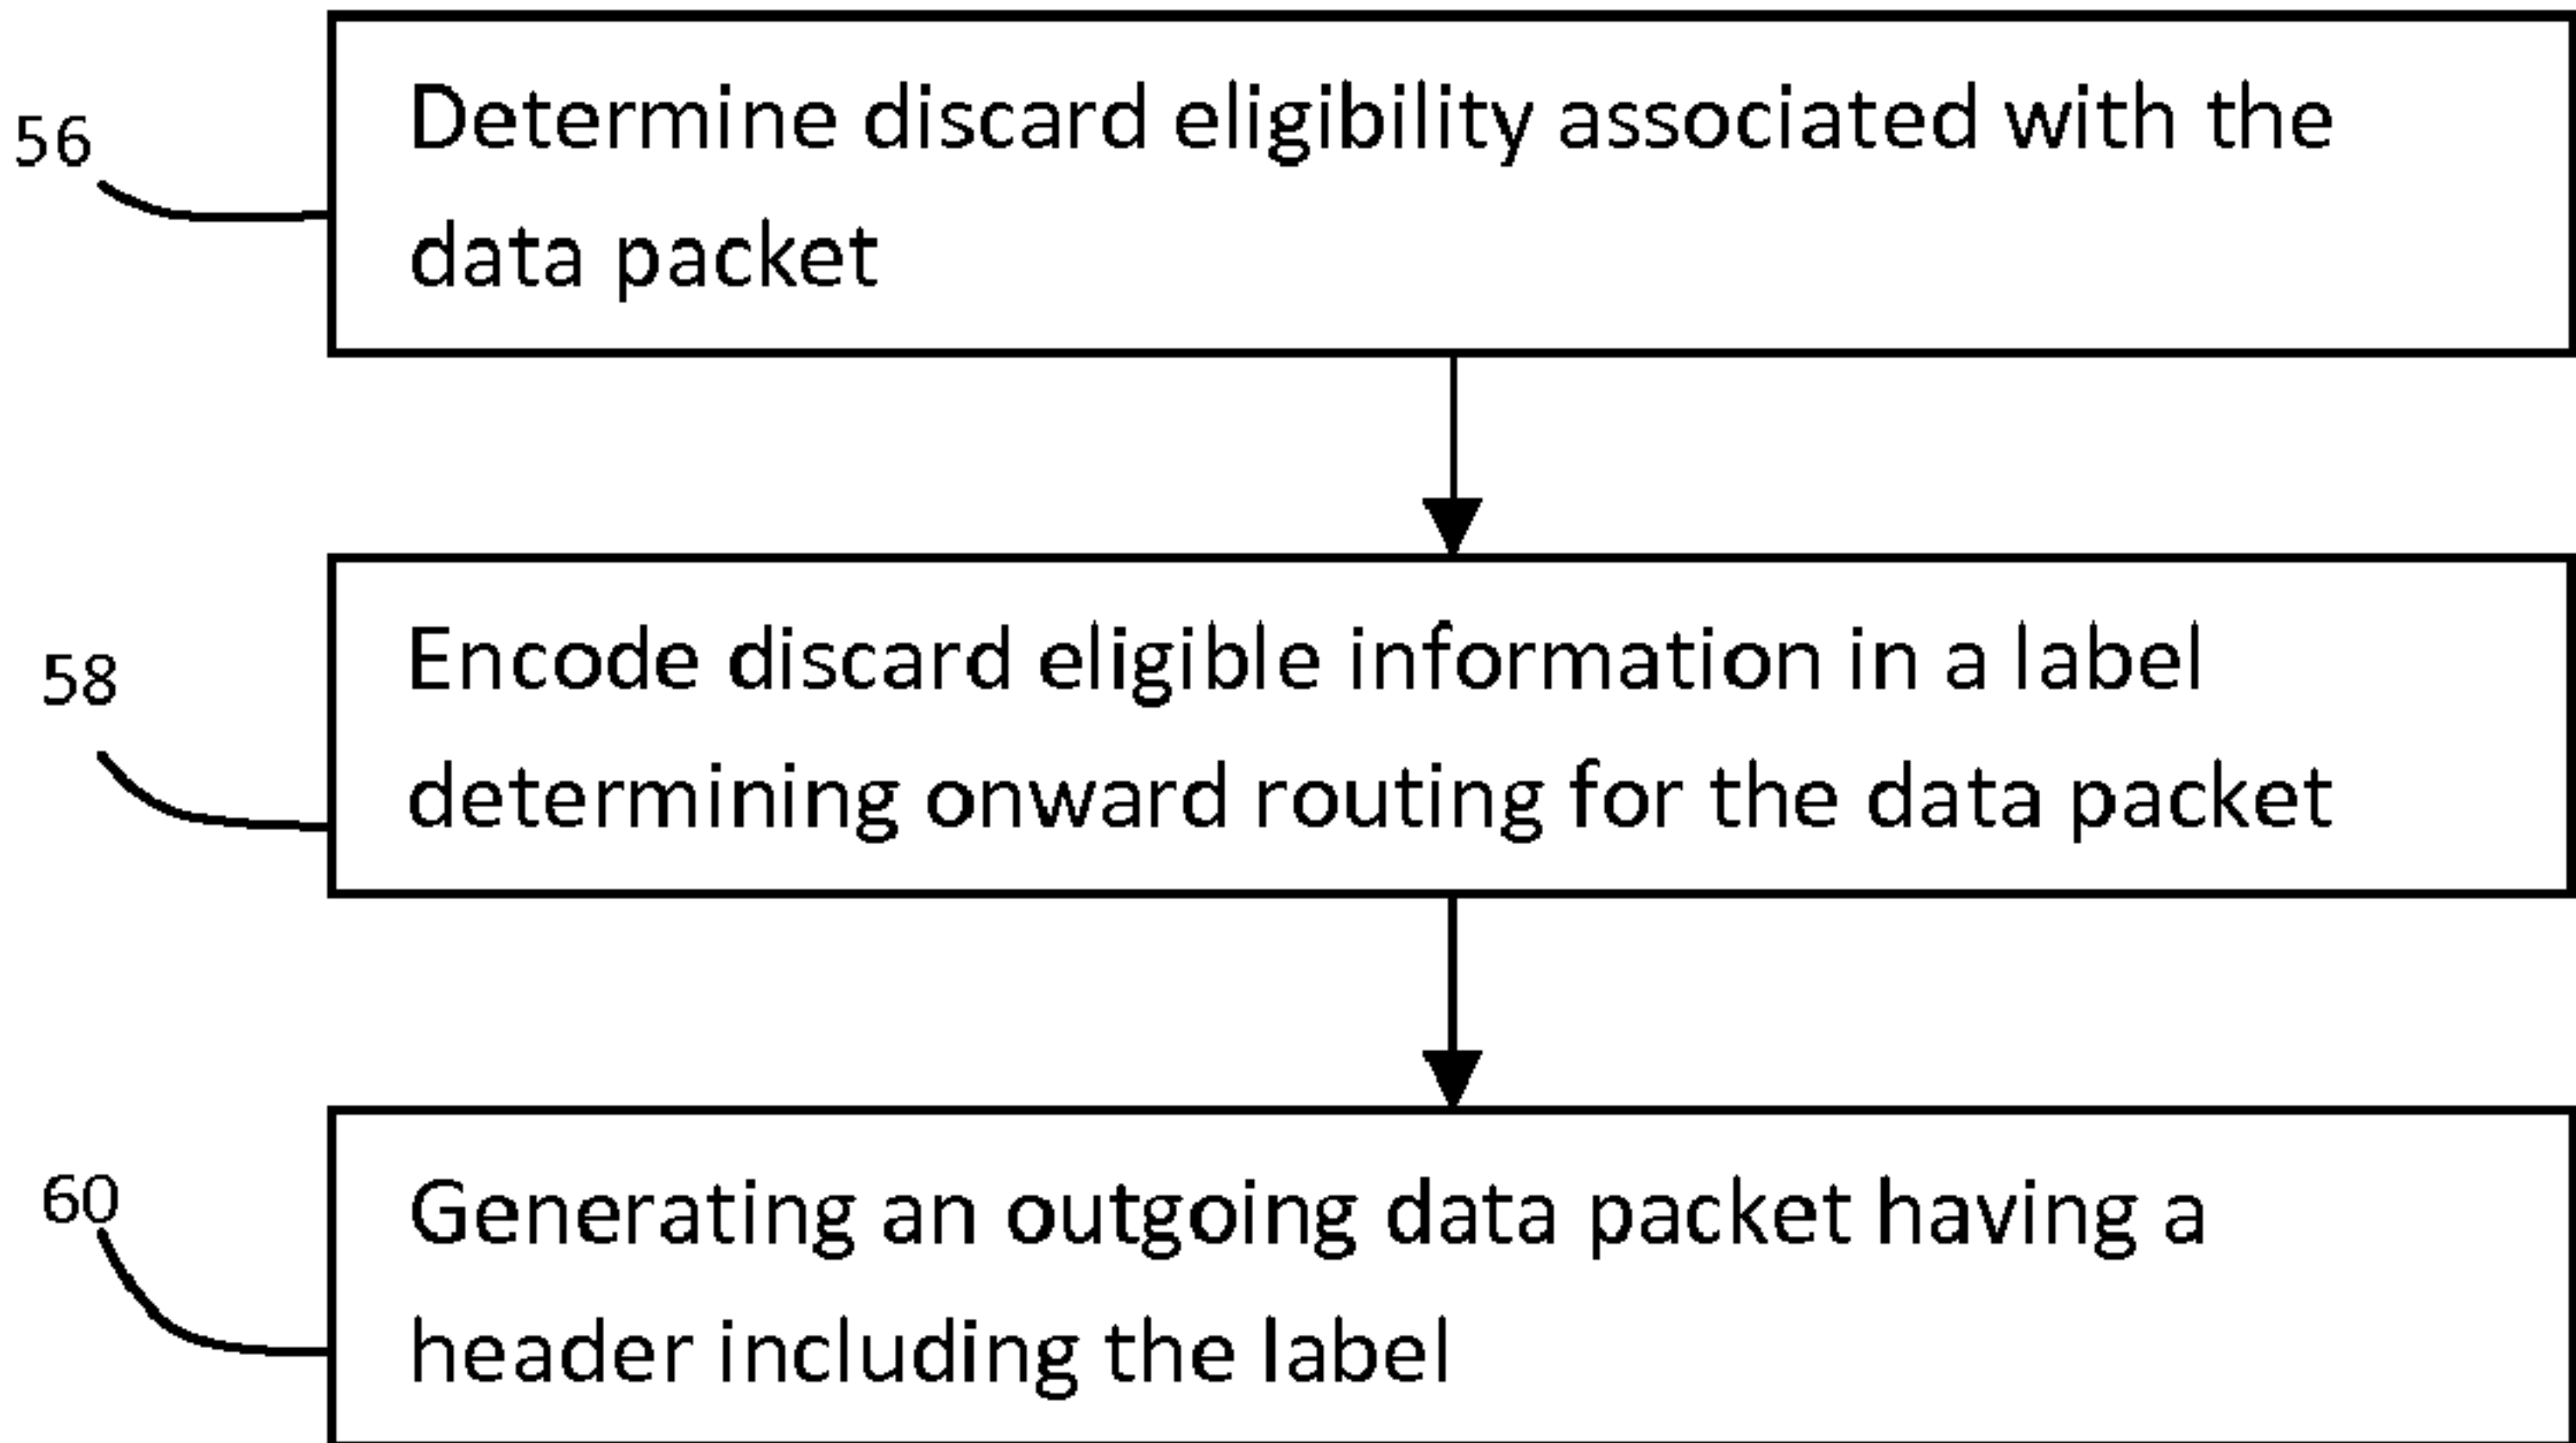 56
Determine discard eligibility associated with the
data packet
58
Encode discard eligible information in a label
determining onward routing for the data packet
60
Generating an outgoing data packet having a
header including the label